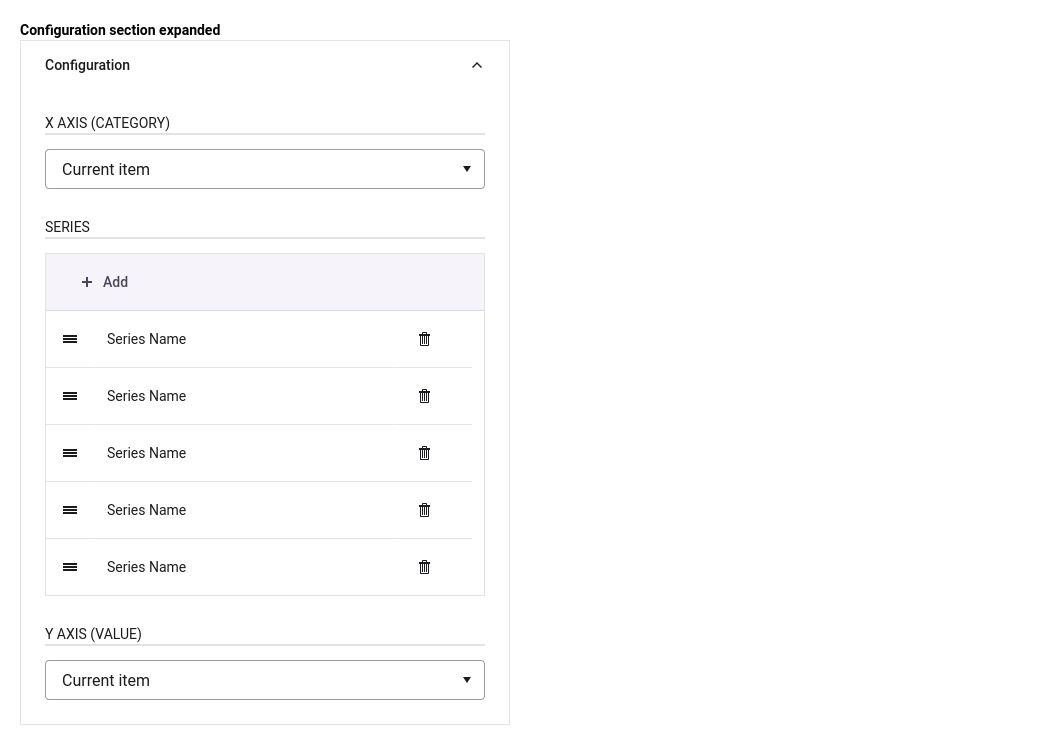 Configuration section expanded
Configuration
X AXIS (CATEGORY)
Current item
SERIES
Add
Series Name
Series Name
Series Name
Series Name
Series Name
Y AXIS (VALUE)
Current item